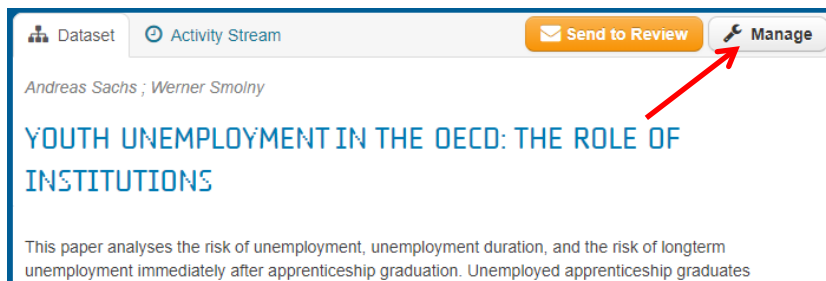 Dataset Activity Stream Send to Review Manage
Andreas Sachs ; Werner Smolny
YOUTH UNEMPLOYMENT IN THE OECD: THE ROLE OF
INSTITUTIONS
This paper analyses the risk of unemployment, unemployment duration, and the risk of longterm
unemployment immediately after apprenticeship graduation. Unemployed apprenticeship graduates